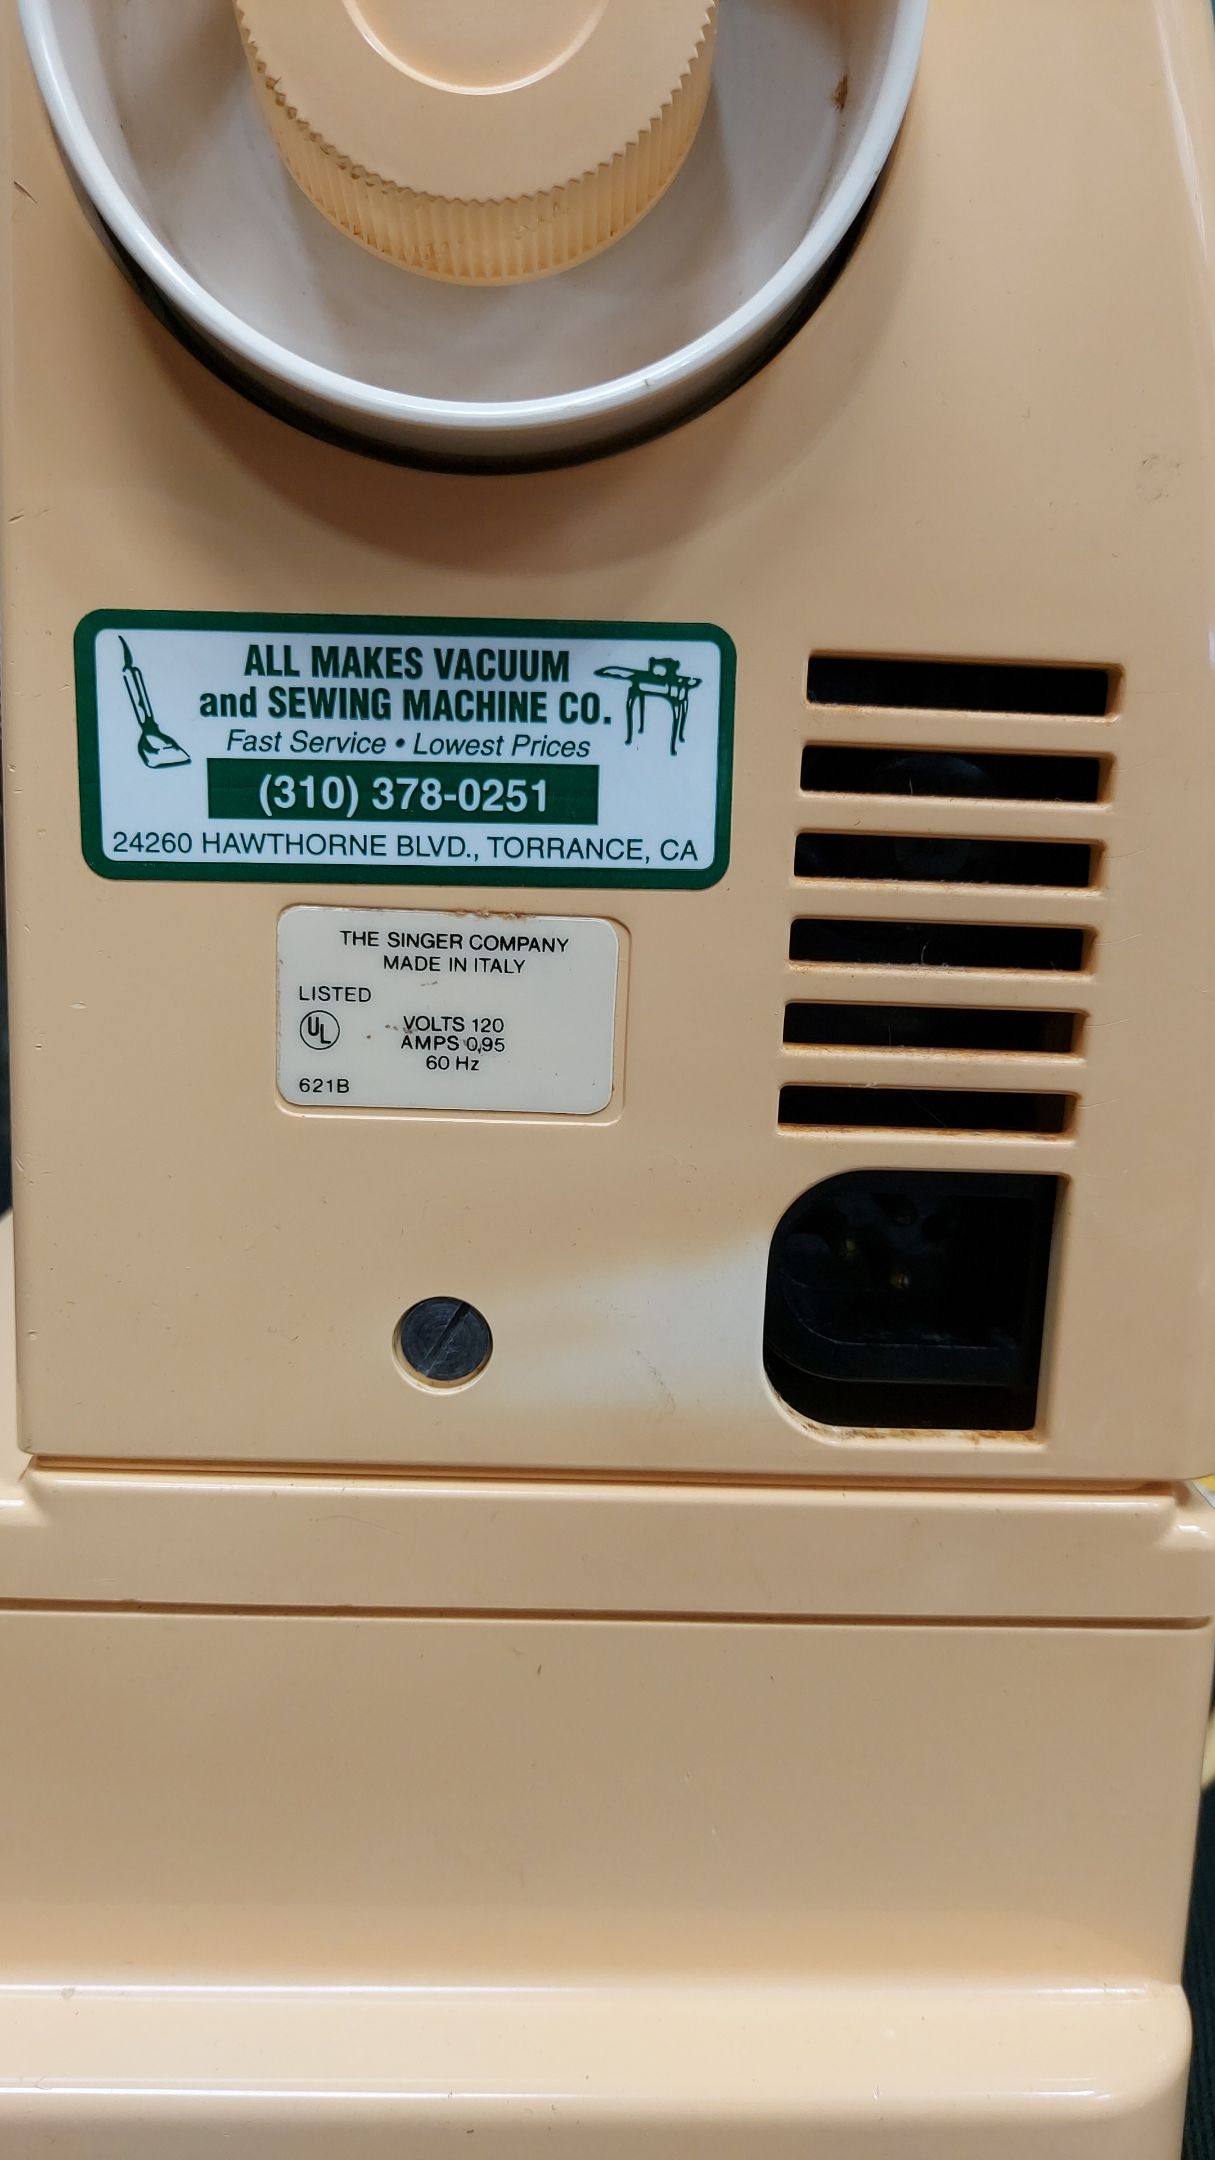 ALL MAKES VACUUM
and SEWING MACHINE CO.
Fast Service • Lowest Prices
(310) 378-0251
24260 HAWTHORNE BLVD., TORRANCE, CA
THE SINGER COMPANY
MADE IN ITALY
LISTED
UL
VOLTS 120
AMPS 0,95
60 Hz
621B